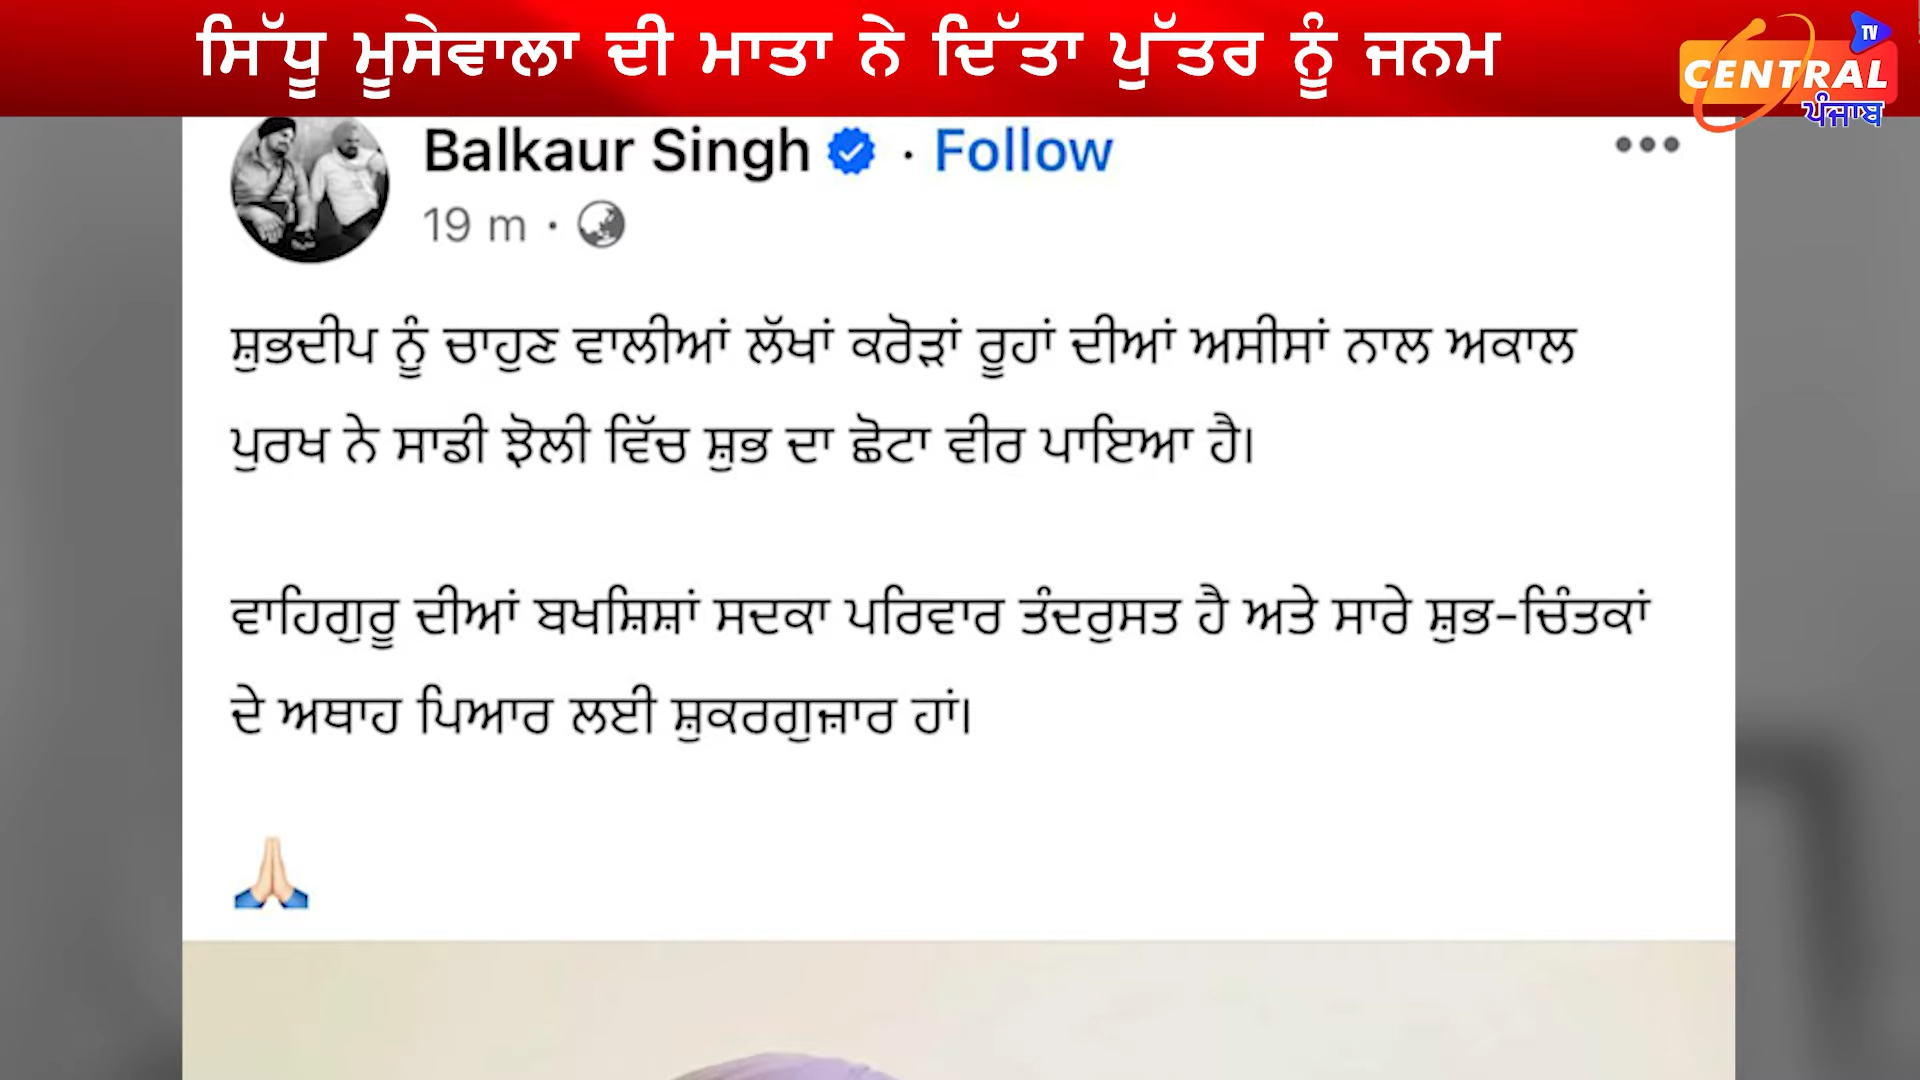 ਸਿੱਧੂ ਮੂਸੇਵਾਲਾ ਦੀ ਮਾਤਾ ਨੇ ਦਿੱਤਾ ਪੁੱਤਰ ਨੂੰ ਜਨਮ
TV
CENTRAL
ਪੰਜਾਬ
Balkaur Singh · Follow
19 m ·
ਸ਼ੁਭਦੀਪ ਨੂੰ ਚਾਹੁਣ ਵਾਲੀਆਂ ਲੱਖਾਂ ਕਰੋੜਾਂ ਰੂਹਾਂ ਦੀਆਂ ਅਸੀਸਾਂ ਨਾਲ ਅਕਾਲ
ਪੁਰਖ ਨੇ ਸਾਡੀ ਝੋਲੀ ਵਿੱਚ ਸ਼ੁਭ ਦਾ ਛੋਟਾ ਵੀਰ ਪਾਇਆ ਹੈ।
ਵਾਹਿਗੁਰੂ ਦੀਆਂ ਬਖਸ਼ਿਸ਼ਾਂ ਸਦਕਾ ਪਰਿਵਾਰ ਤੰਦਰੁਸਤ ਹੈ ਅਤੇ ਸਾਰੇ ਸ਼ੁਭ-ਚਿੰਤਕਾਂ
ਦੇ ਅਥਾਹ ਪਿਆਰ ਲਈ ਸ਼ੁਕਰਗੁਜ਼ਾਰ ਹਾਂ।
🙏🏻